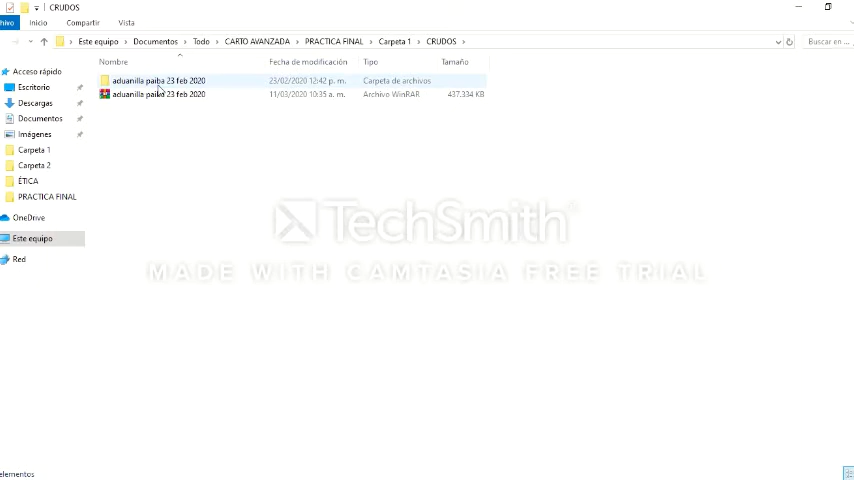 CRUDOS
hivo Inicio Compartir Vista
Este equipo Documentos Todo CARTO AVANZADA PRACTICA FINAL Carpeta 1 CRUDOS Buscar en ...
Nombre Fecha de modificación Tipo Tamaño
aduanilla paiba 23 feb 2020 23/02/2020 12:42 p. m. Carpeta de archivos
aduanilla paiba 23 feb 2020 11/03/2020 10:35 a. m. Archivo WinRAR 437.334 KB
Acceso rápido
Escritorio
Descargas
Documentos
Imágenes
Carpeta 1
Carpeta 2
ÉTICA
PRACTICA FINAL
OneDrive
Este equipo
Red
TechSmith
MADE WITH CAMTASIA FREE TRIAL
elementos